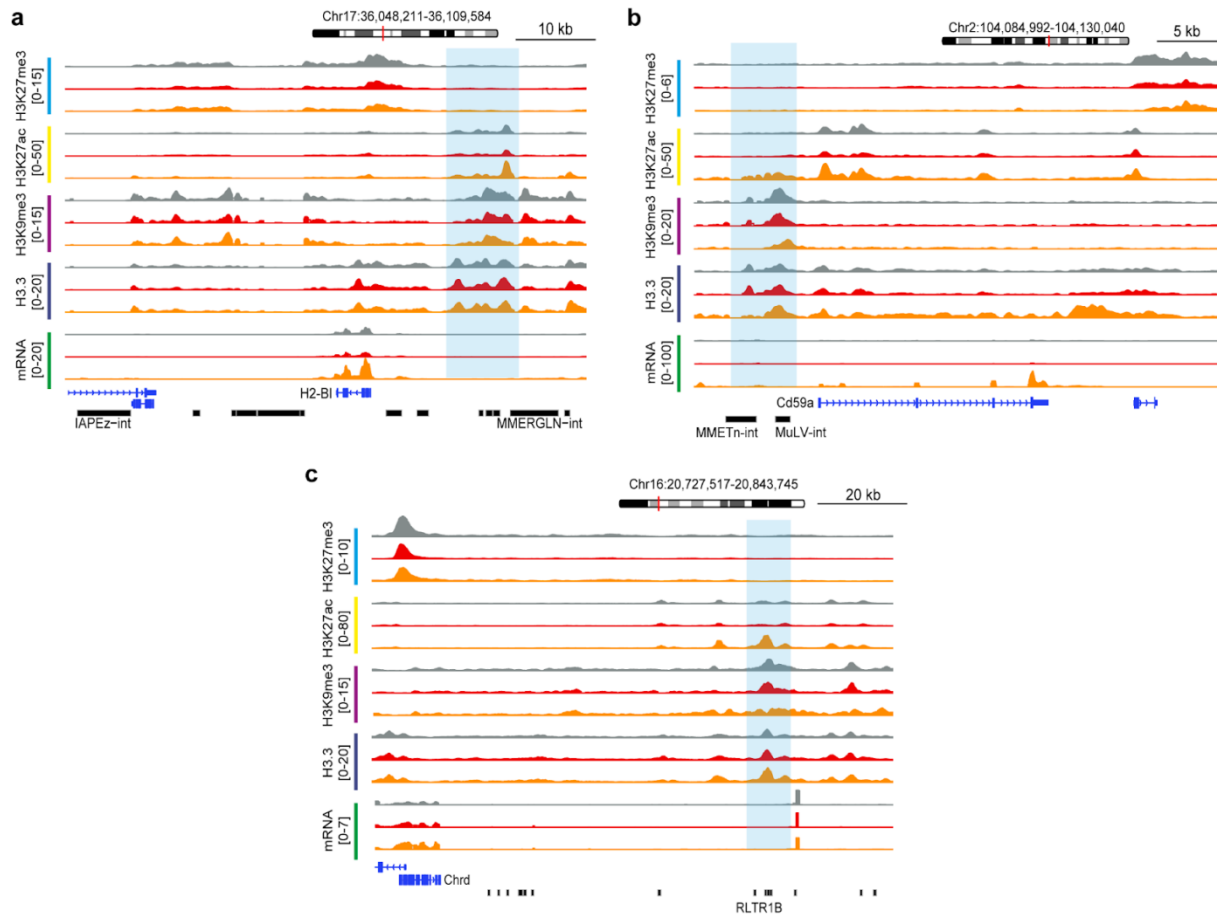 a
Chr17:36,048,211-36,109,584
10 kb
H3K27me3
[0-15]
H3K27ac
[0-50]
H3K9me3
[0-15]
H3.3
[0-20]
mRNA
[0-20]
H2-Bl
IAPEz-int
MMERGLN-int
b
Chr2:104,084,992-104,130,040
5 kb
H3K27me3
[0-6]
H3K27ac
[0-50]
H3K9me3
[0-20]
H3.3
[0-20]
mRNA
[0-100]
Cd59a
MMETn-int
MuLV-int
c
Chr16:20,727,517-20,843,745
20 kb
H3K27me3
[0-10]
H3K27ac
[0-80]
H3K9me3
[0-15]
H3.3
[0-20]
mRNA
[0-7]
Chrd
RLTR1B